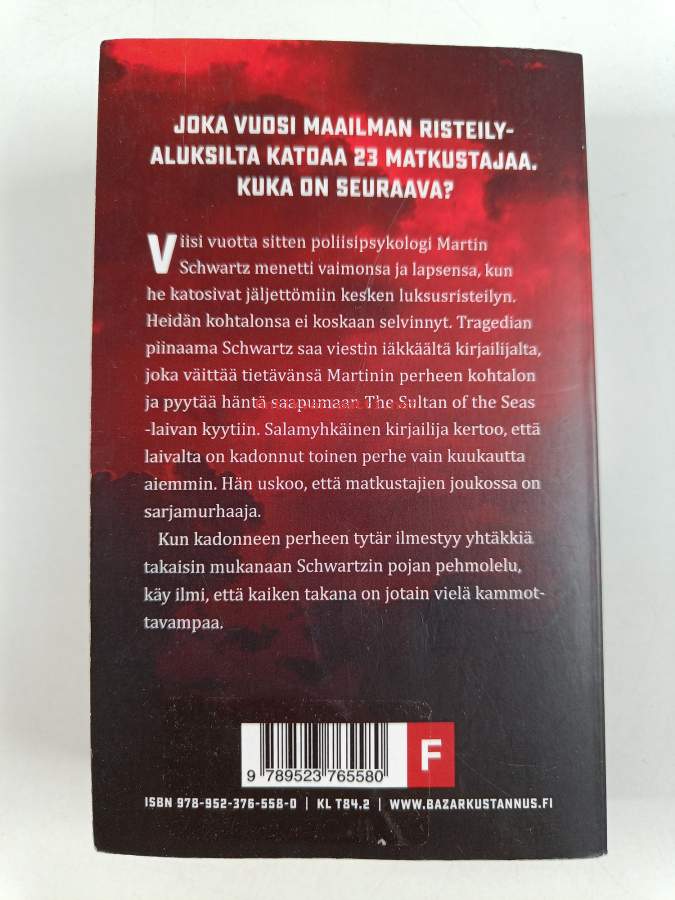 JOKA VUOSI MAAILMAN RISTEILY-
ALUKSILTA KATOAA 23 MATKUSTAJAA.
KUKA ON SEURAAVA?
Viisi vuotta sitten poliisipsykologi Martin
Schwartz menetti vaimonsa ja lapsensa, kun
he katosivat jäljettömiin kesken luksusristeilyn.
Heidän kohtalonsa ei koskaan selvinnyt. Tragedian
piinaama Schwartz saa viestin iäkkäältä kirjailijalta,
joka väittää tietävänsä Martinin perheen kohtalon
ja pyytää häntä saapumaan The Sultan of the Seas
-laivan kyytiin. Salamyhkäinen kirjailija kertoo, että
laivalta on kadonnut toinen perhe vain kuukautta
aiemmin. Hän uskoo, että matkustajien joukossa on
sarjamurhaaja.
Kun kadonneen perheen tytär ilmestyy yhtäkkiä
takaisin mukanaan Schwartzin pojan pehmolelu,
käy ilmi, että kaiken takana on jotain vielä kammot-
tavampaa.
9 789523 765580
F
ISBN 978-952-376-558-0 | KL T84.2 | WWW.BAZARKUSTANNUS.FI